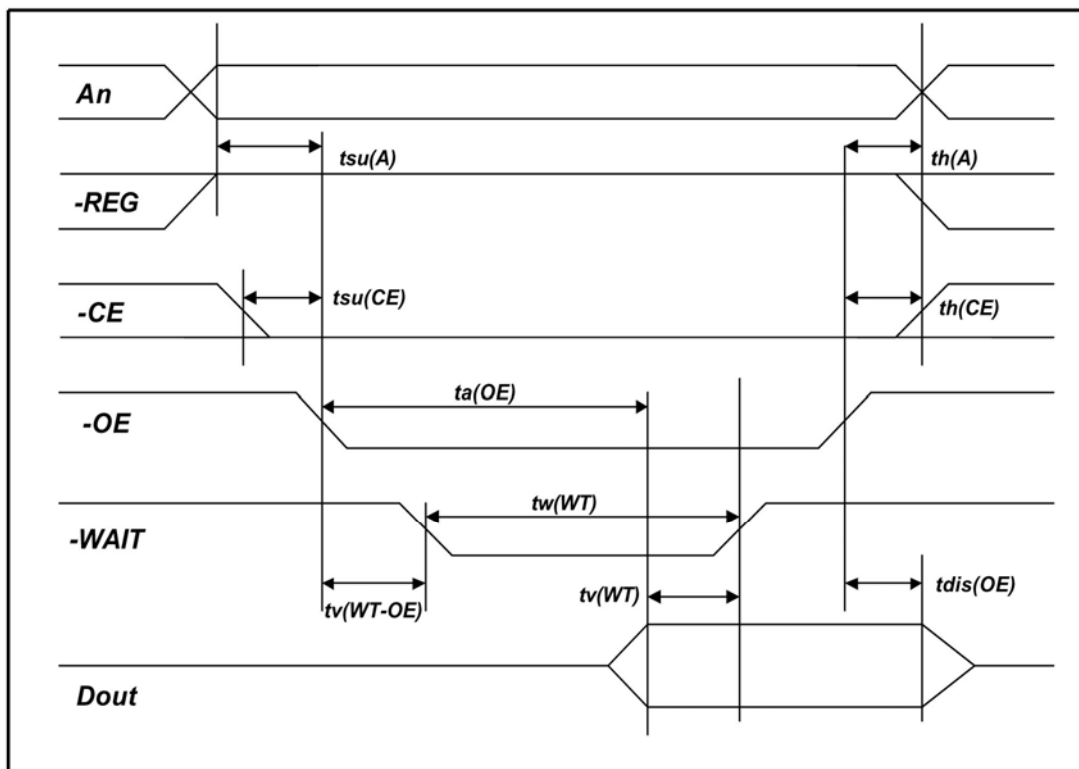 An
tsu(A)
th(A)
-REG
tsu(CE)
th(CE)
-CE
ta(OE)
-OE
tw(WT)
-WAIT
tv(WT-OE)
tv(WT)
tdis(OE)
Dout